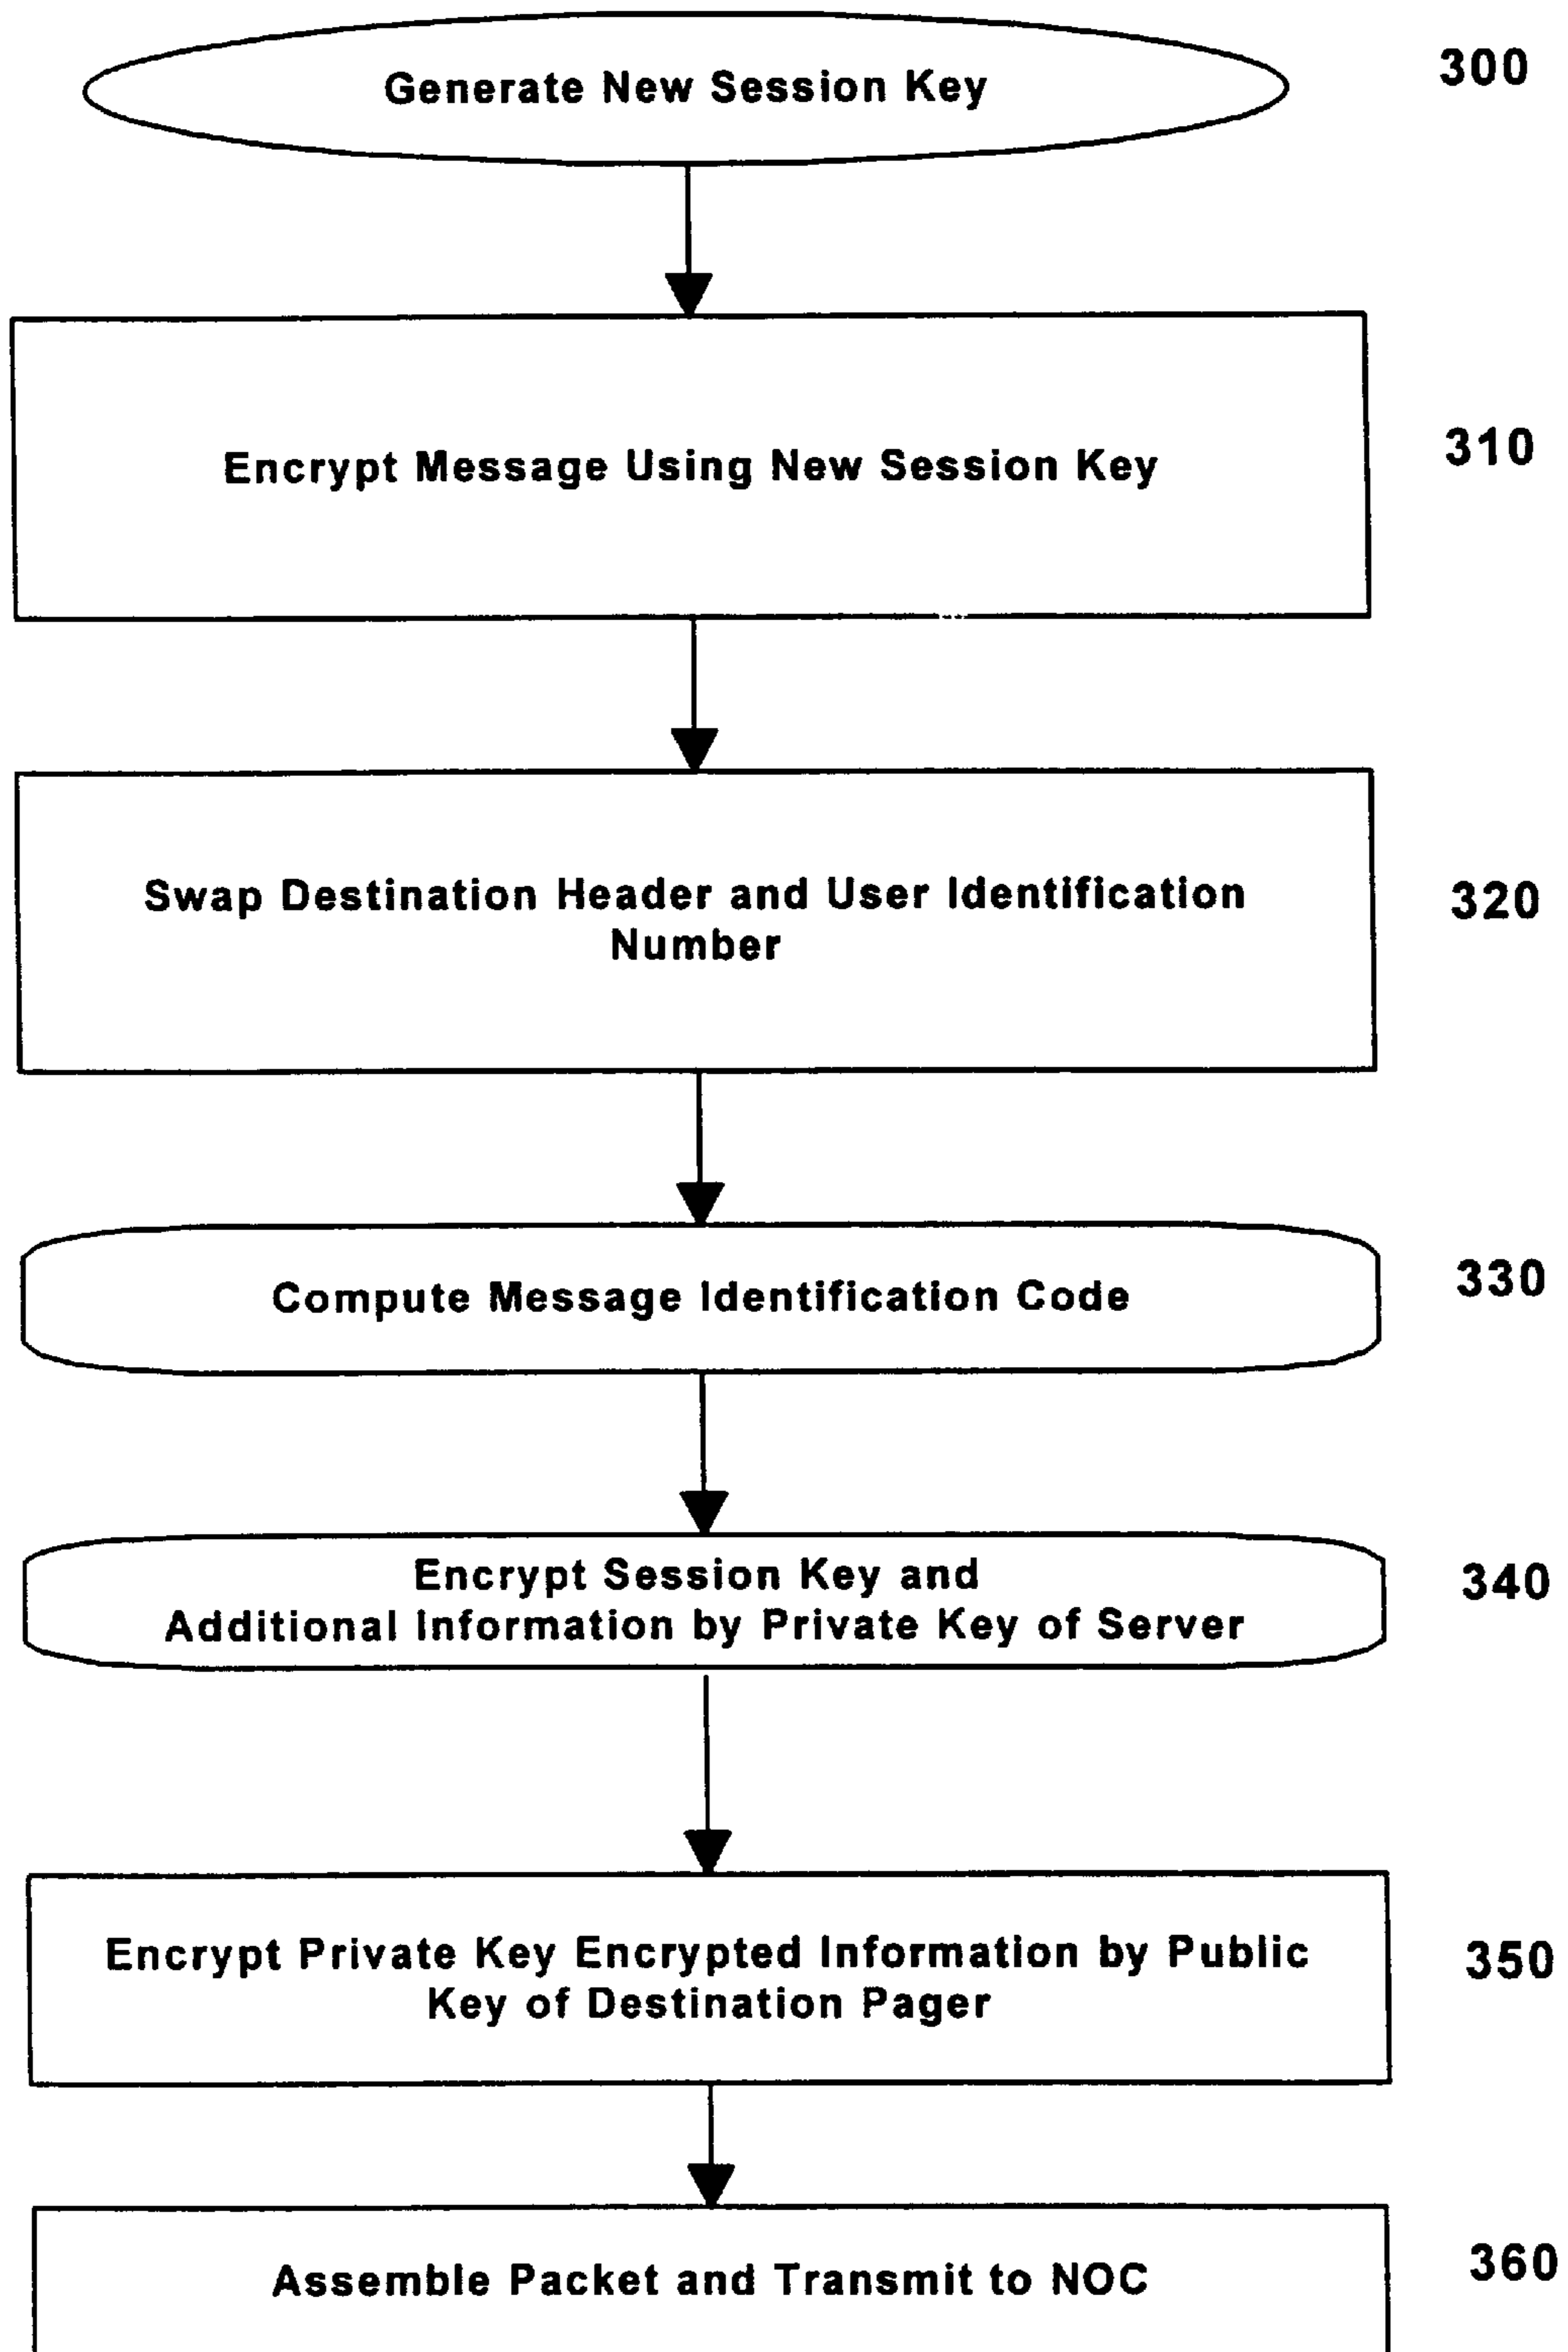 Generate New Session Key
300
Encrypt Message Using New Session Key
310
Swap Destination Header and User Identification
Number
320
Compute Message Identification Code
330
Encrypt Session Key and
Additional Information by Private Key of Server
340
Encrypt Private Key Encrypted Information by Public
Key of Destination Pager
350
Assemble Packet and Transmit to NOC
360